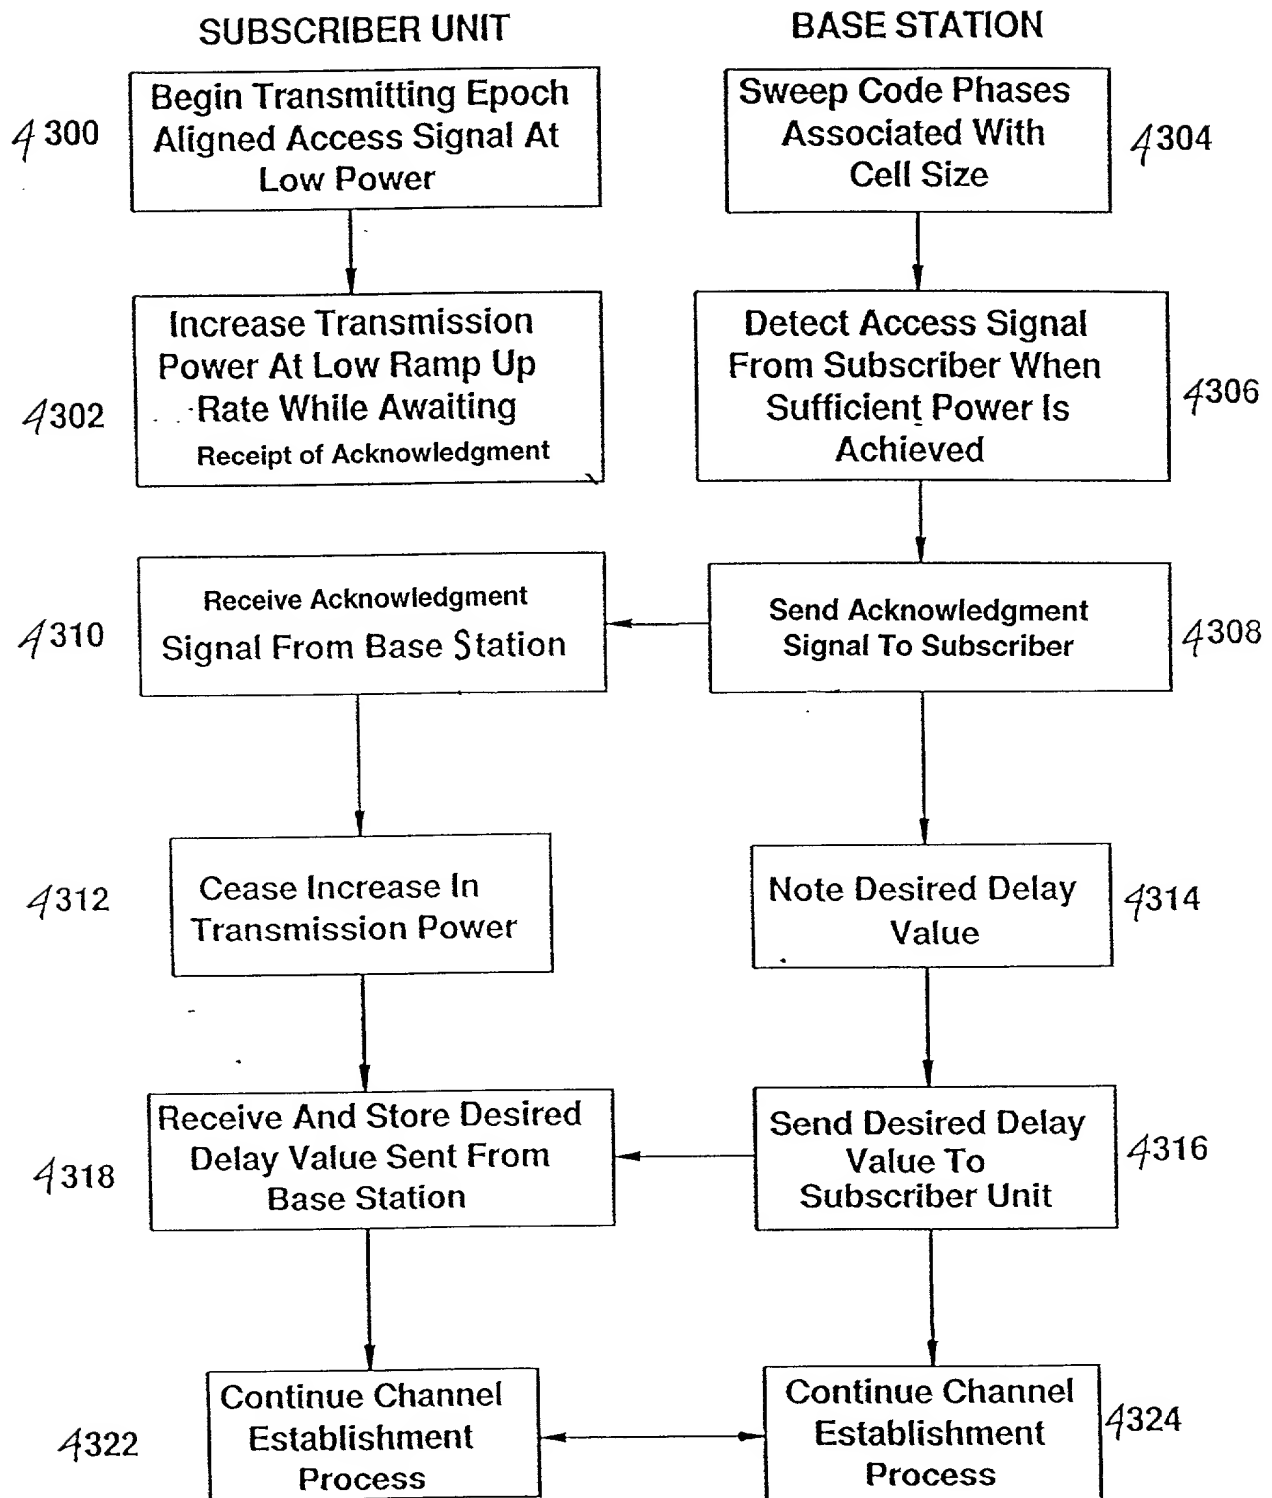 SUBSCRIBER UNIT
BASE STATION
4300
Begin Transmitting Epoch
Aligned Access Signal At
Low Power
Sweep Code Phases
Associated With
Cell Size
4304
4302
Increase Transmission
Power At Low Ramp Up
Rate While Awaiting
Receipt of Acknowledgment
Detect Access Signal
From Subscriber When
Sufficient Power Is
Achieved
4306
4310
Receive Acknowledgment
Signal From Base Station
Send Acknowledgment
Signal To Subscriber
4308
4312
Cease Increase In
Transmission Power
Note Desired Delay
Value
4314
4318
Receive And Store Desired
Delay Value Sent From
Base Station
Send Desired Delay
Value To
Subscriber Unit
4316
4322
Continue Channel
Establishment
Process
Continue Channel
Establishment
Process
4324